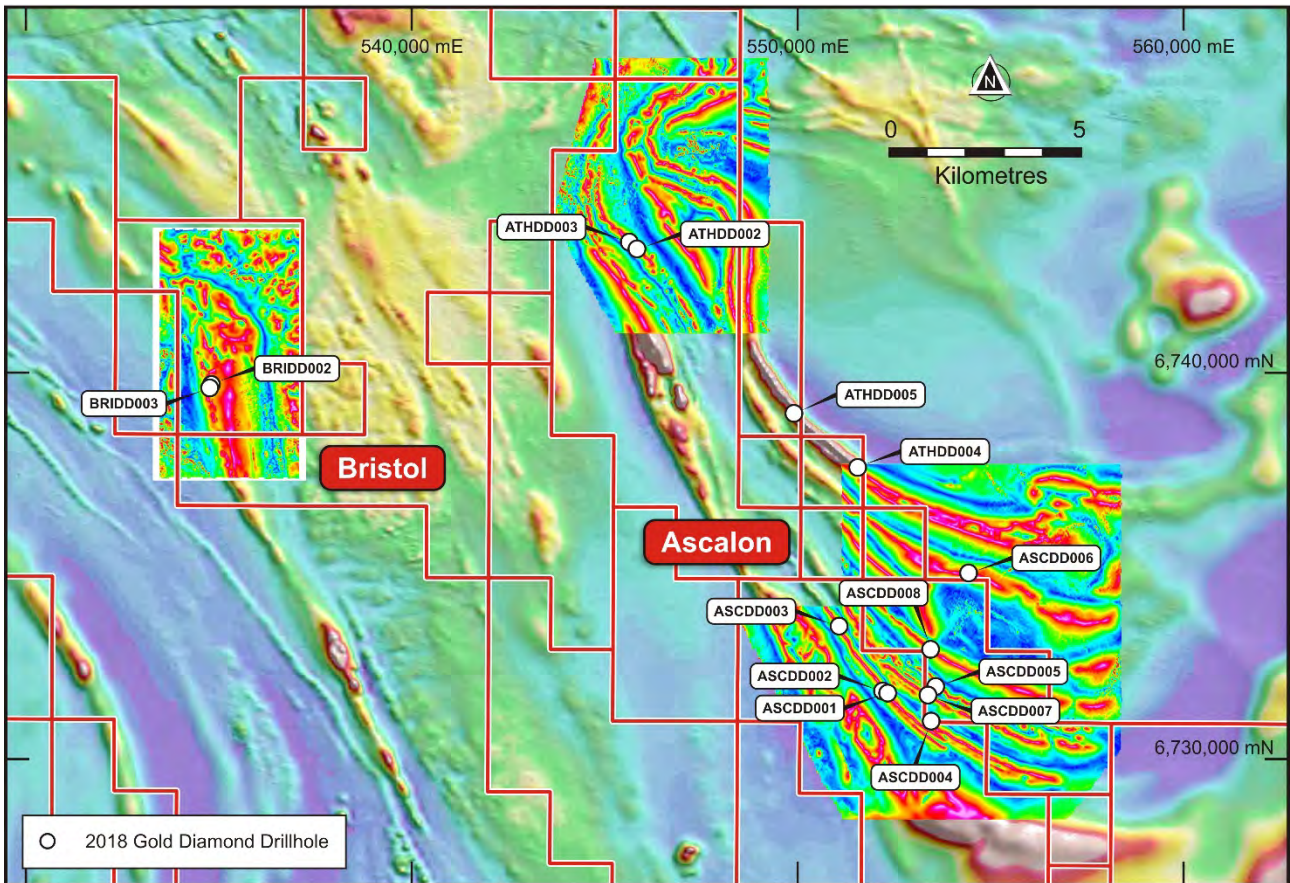 540,000 mE
550,000 mE
560,000 mE
N
0
5
Kilometres
ATHDD003
ATHDD002
6,740,000 mN
BRIDD002
BRIDD003
ATHDD005
ATHDD004
Bristol
Ascalon
ASCDD006
ASCDD008
ASCDD003
ASCDD002
ASCDD005
ASCDD001
ASCDD007
6,730,000 mN
ASCDD004
2018 Gold Diamond Drillhole